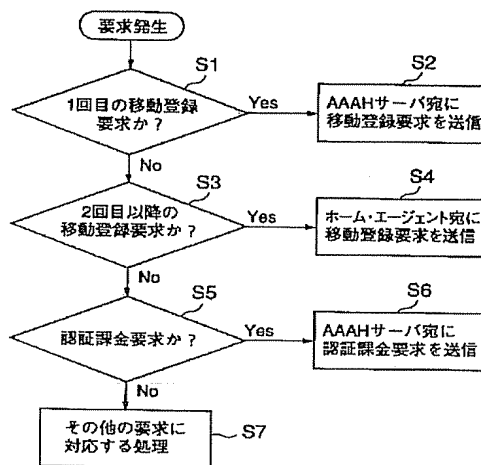 要求発生
S1
1回目の移動登録
要求か？
Yes
S2
AAAHサーバ宛に
移動登録要求を送信
No
S3
2回目以降の
移動登録要求か？
Yes
S4
ホーム・エージェント宛に
移動登録要求を送信
No
S5
認証課金要求か？
Yes
S6
AAAHサーバ宛に
認証課金要求を送信
No
その他の要求に
対応する処理
S7